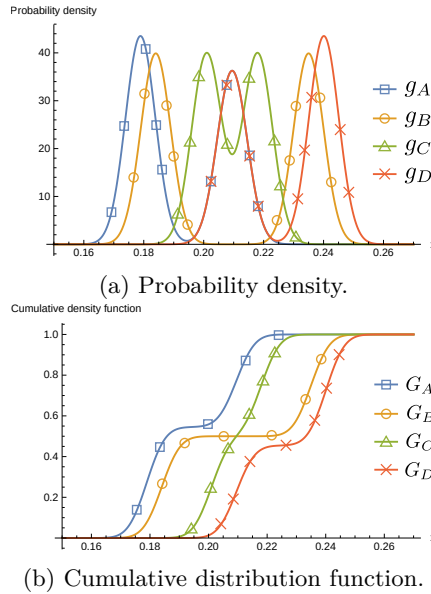 Probability density
40
30
20
10
0.16 0.18 0.20 0.22 0.24 0.26
g_A
g_B
g_C
g_D
(a) Probability density.
Cumulative density function
1.0
0.8
0.6
0.4
0.2
0.16 0.18 0.20 0.22 0.24 0.26
G_A
G_B
G_C
G_D
(b) Cumulative distribution function.